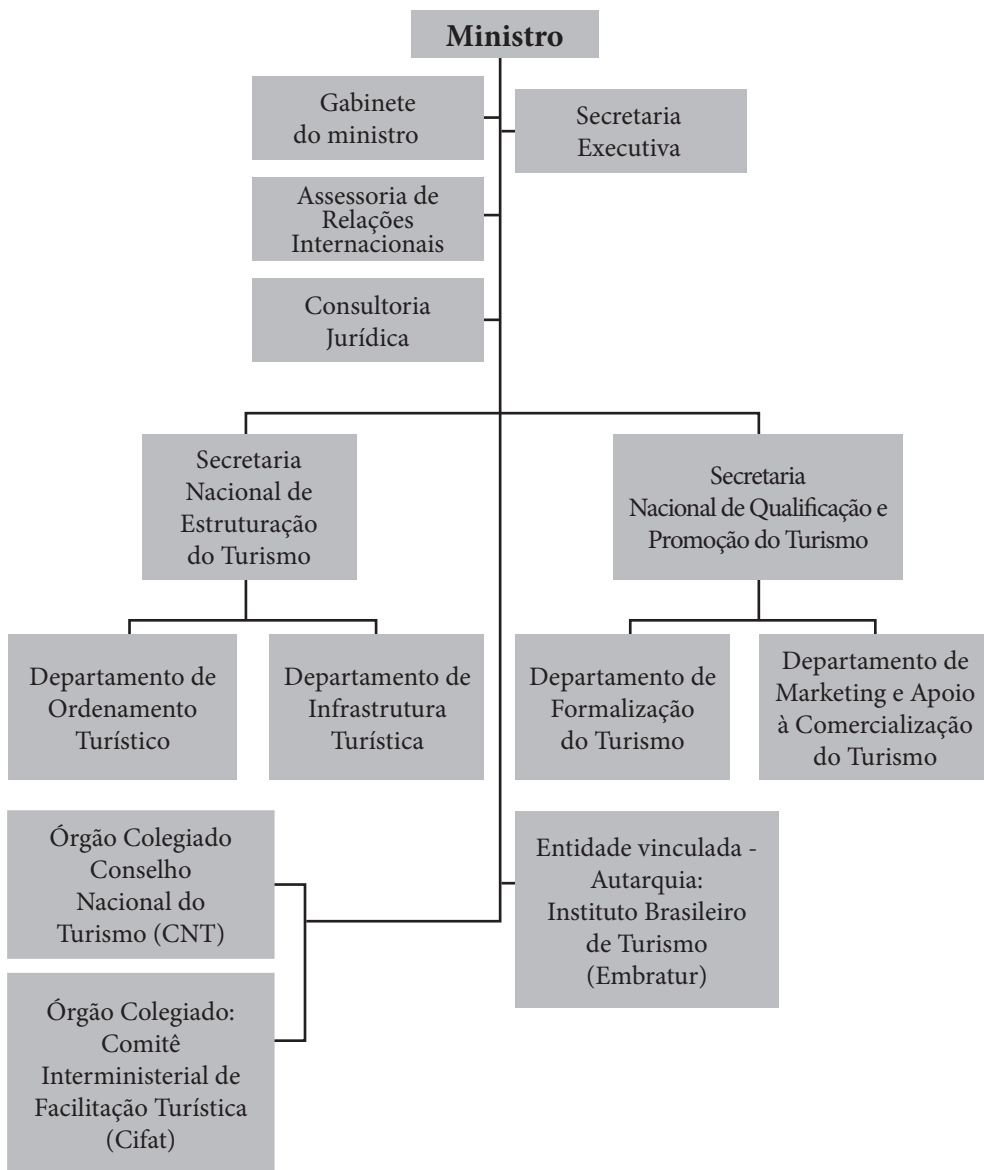 Ministro
Gabinete
do ministro
Secretaria
Executiva
Assessoria de
Relações
Internacionais
Consultoria
Jurídica
Secretaria
Nacional de
Estruturação
do Turismo
Secretaria
Nacional de Qualificação e
Promoção do Turismo
Departamento de
Ordenamento
Turístico
Departamento de
Infrastrutura
Turística
Departamento de
Formalização
do Turismo
Departamento de
Marketing e Apoio
à Comercialização
do Turismo
Órgão Colegiado
Conselho
Nacional do
Turismo (CNT)
Entidade vinculada -
Autarquia:
Instituto Brasileiro
de Turismo
(Embratur)
Órgão Colegiado:
Comitê
Interministerial de
Facilitação Turística
(Cifat)